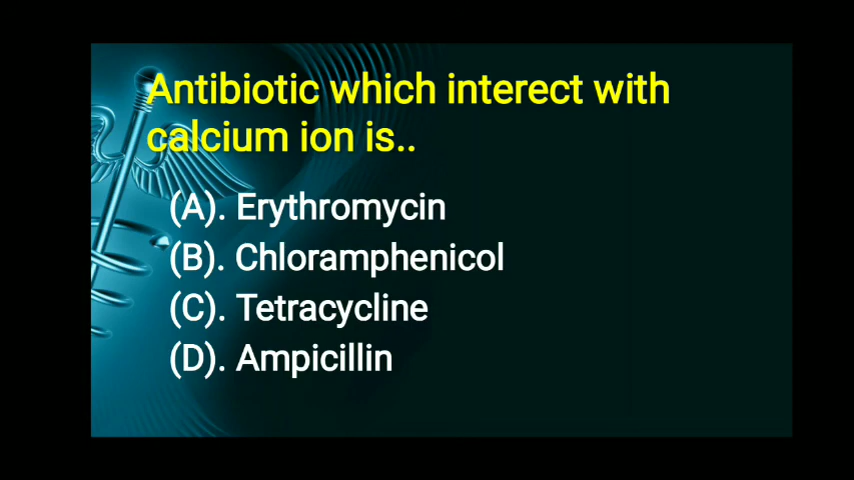 Antibiotic which interect with
calcium ion is..
(A). Erythromycin
(B). Chloramphenicol
(C). Tetracycline
(D). Ampicillin